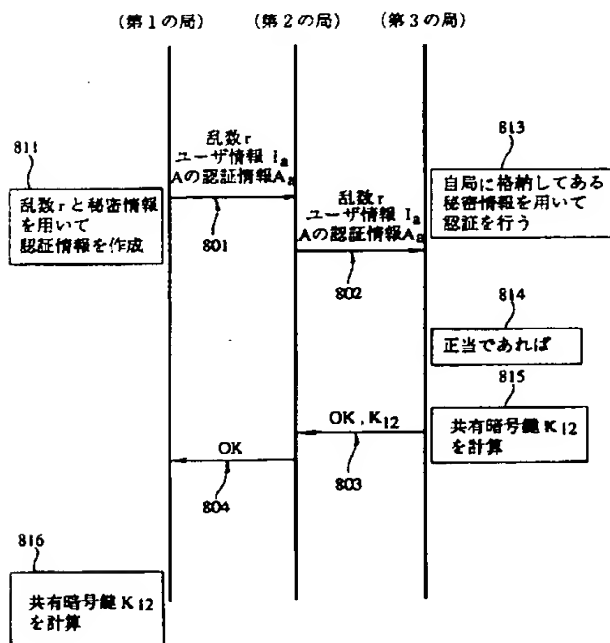 (第1の局)
(第2の局)
(第3の局)
811
乱数rと秘密情報
を用いて
認証情報を作成
乱数r
ユーザ情報 Ia
Aの認証情報Aa
801
乱数r
ユーザ情報 Ia
Aの認証情報Aa
802
813
自局に格納してある
秘密情報を用いて
認証を行う
814
正当であれば
815
共有暗号鍵K12
を計算
OK , K12
803
OK
804
816
共有暗号鍵K12
を計算